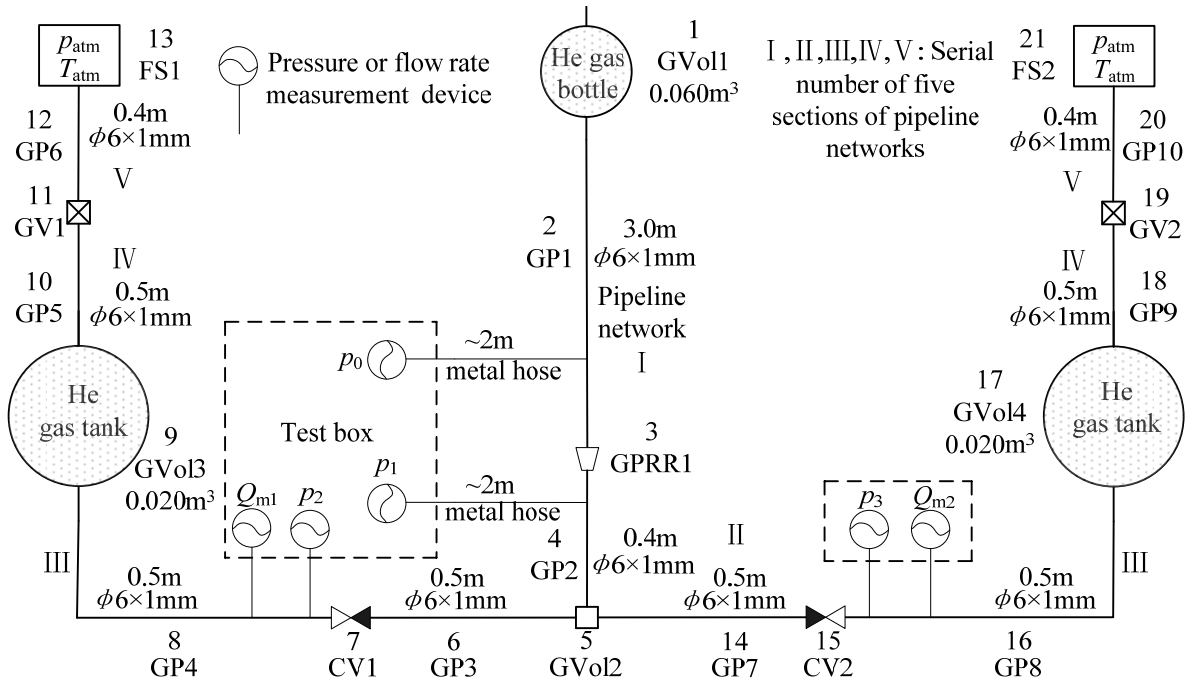 p_atm
T_atm
13
FS1
Pressure or flow rate
measurement device
1
GVol1
0.060m³
He gas
bottle
Ⅰ,Ⅱ,Ⅲ,Ⅳ,Ⅴ: Serial
number of five
sections of pipeline
networks
21
FS2
p_atm
T_atm
12
GP6
0.4m
ϕ6×1mm
Ⅴ
11
GV1
Ⅳ
10
GP5
0.5m
ϕ6×1mm
2
GP1
3.0m
ϕ6×1mm
Pipeline
network
Ⅰ
0.4m
ϕ6×1mm
20
GP10
Ⅴ
19
GV2
Ⅳ
0.5m
ϕ6×1mm
18
GP9
He
gas tank
9
GVol3
0.020m³
p₀
~2m
metal hose
Test box
p₁
~2m
metal hose
3
GPRR1
17
GVol4
0.020m³
He
gas tank
Q_m1
p₂
4
GP2
0.4m
ϕ6×1mm
Ⅱ
p₃
Q_m2
Ⅲ
0.5m
ϕ6×1mm
0.5m
ϕ6×1mm
0.5m
ϕ6×1mm
0.5m
ϕ6×1mm
Ⅲ
8
GP4
7
CV1
6
GP3
5
GVol2
14
GP7
15
CV2
16
GP8